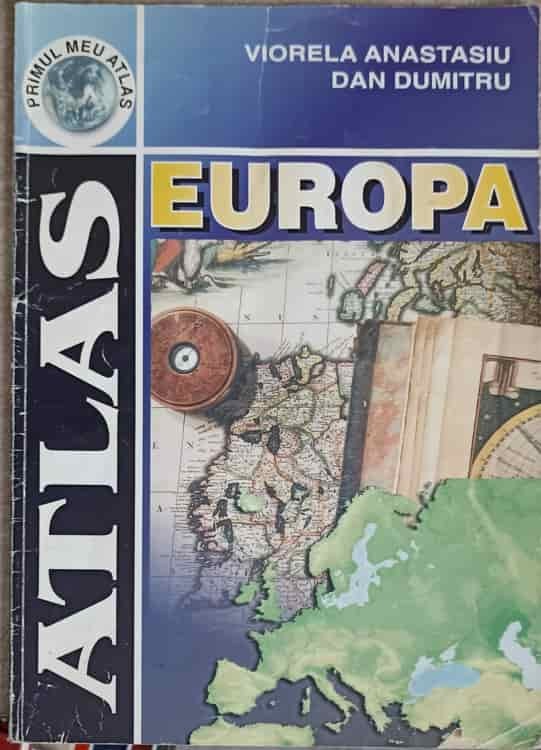 PRIMUL MEU ATLAS
VIORELA ANASTASIU
DAN DUMITRU
EUROPA
ATLAS